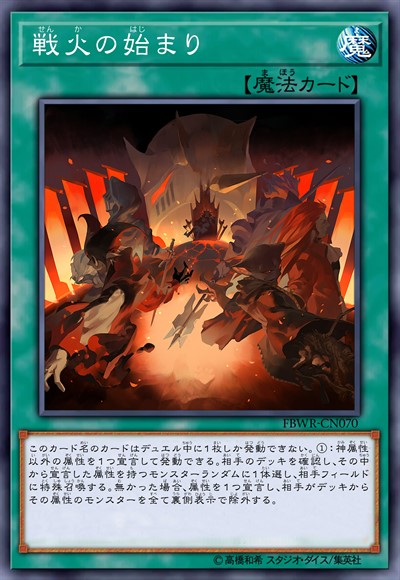 戦火の始まり
魔
【魔法カード】
FBWR-CN070
このカード名のカードはデュエル中に1枚しか発動できない。①：神属性
以外の属性を1つ宣言して発動できる。相手のデッキを確認し、その中
から宣言した属性を持つモンスターランダムに1体選し、相手フィールド
に特殊召喚する。無かった場合、属性を1つ宣言し、相手がデッキから
その属性のモンスターを全て裏側表示で除外する。
©高橋和希 スタジオ・ダイス/集英社